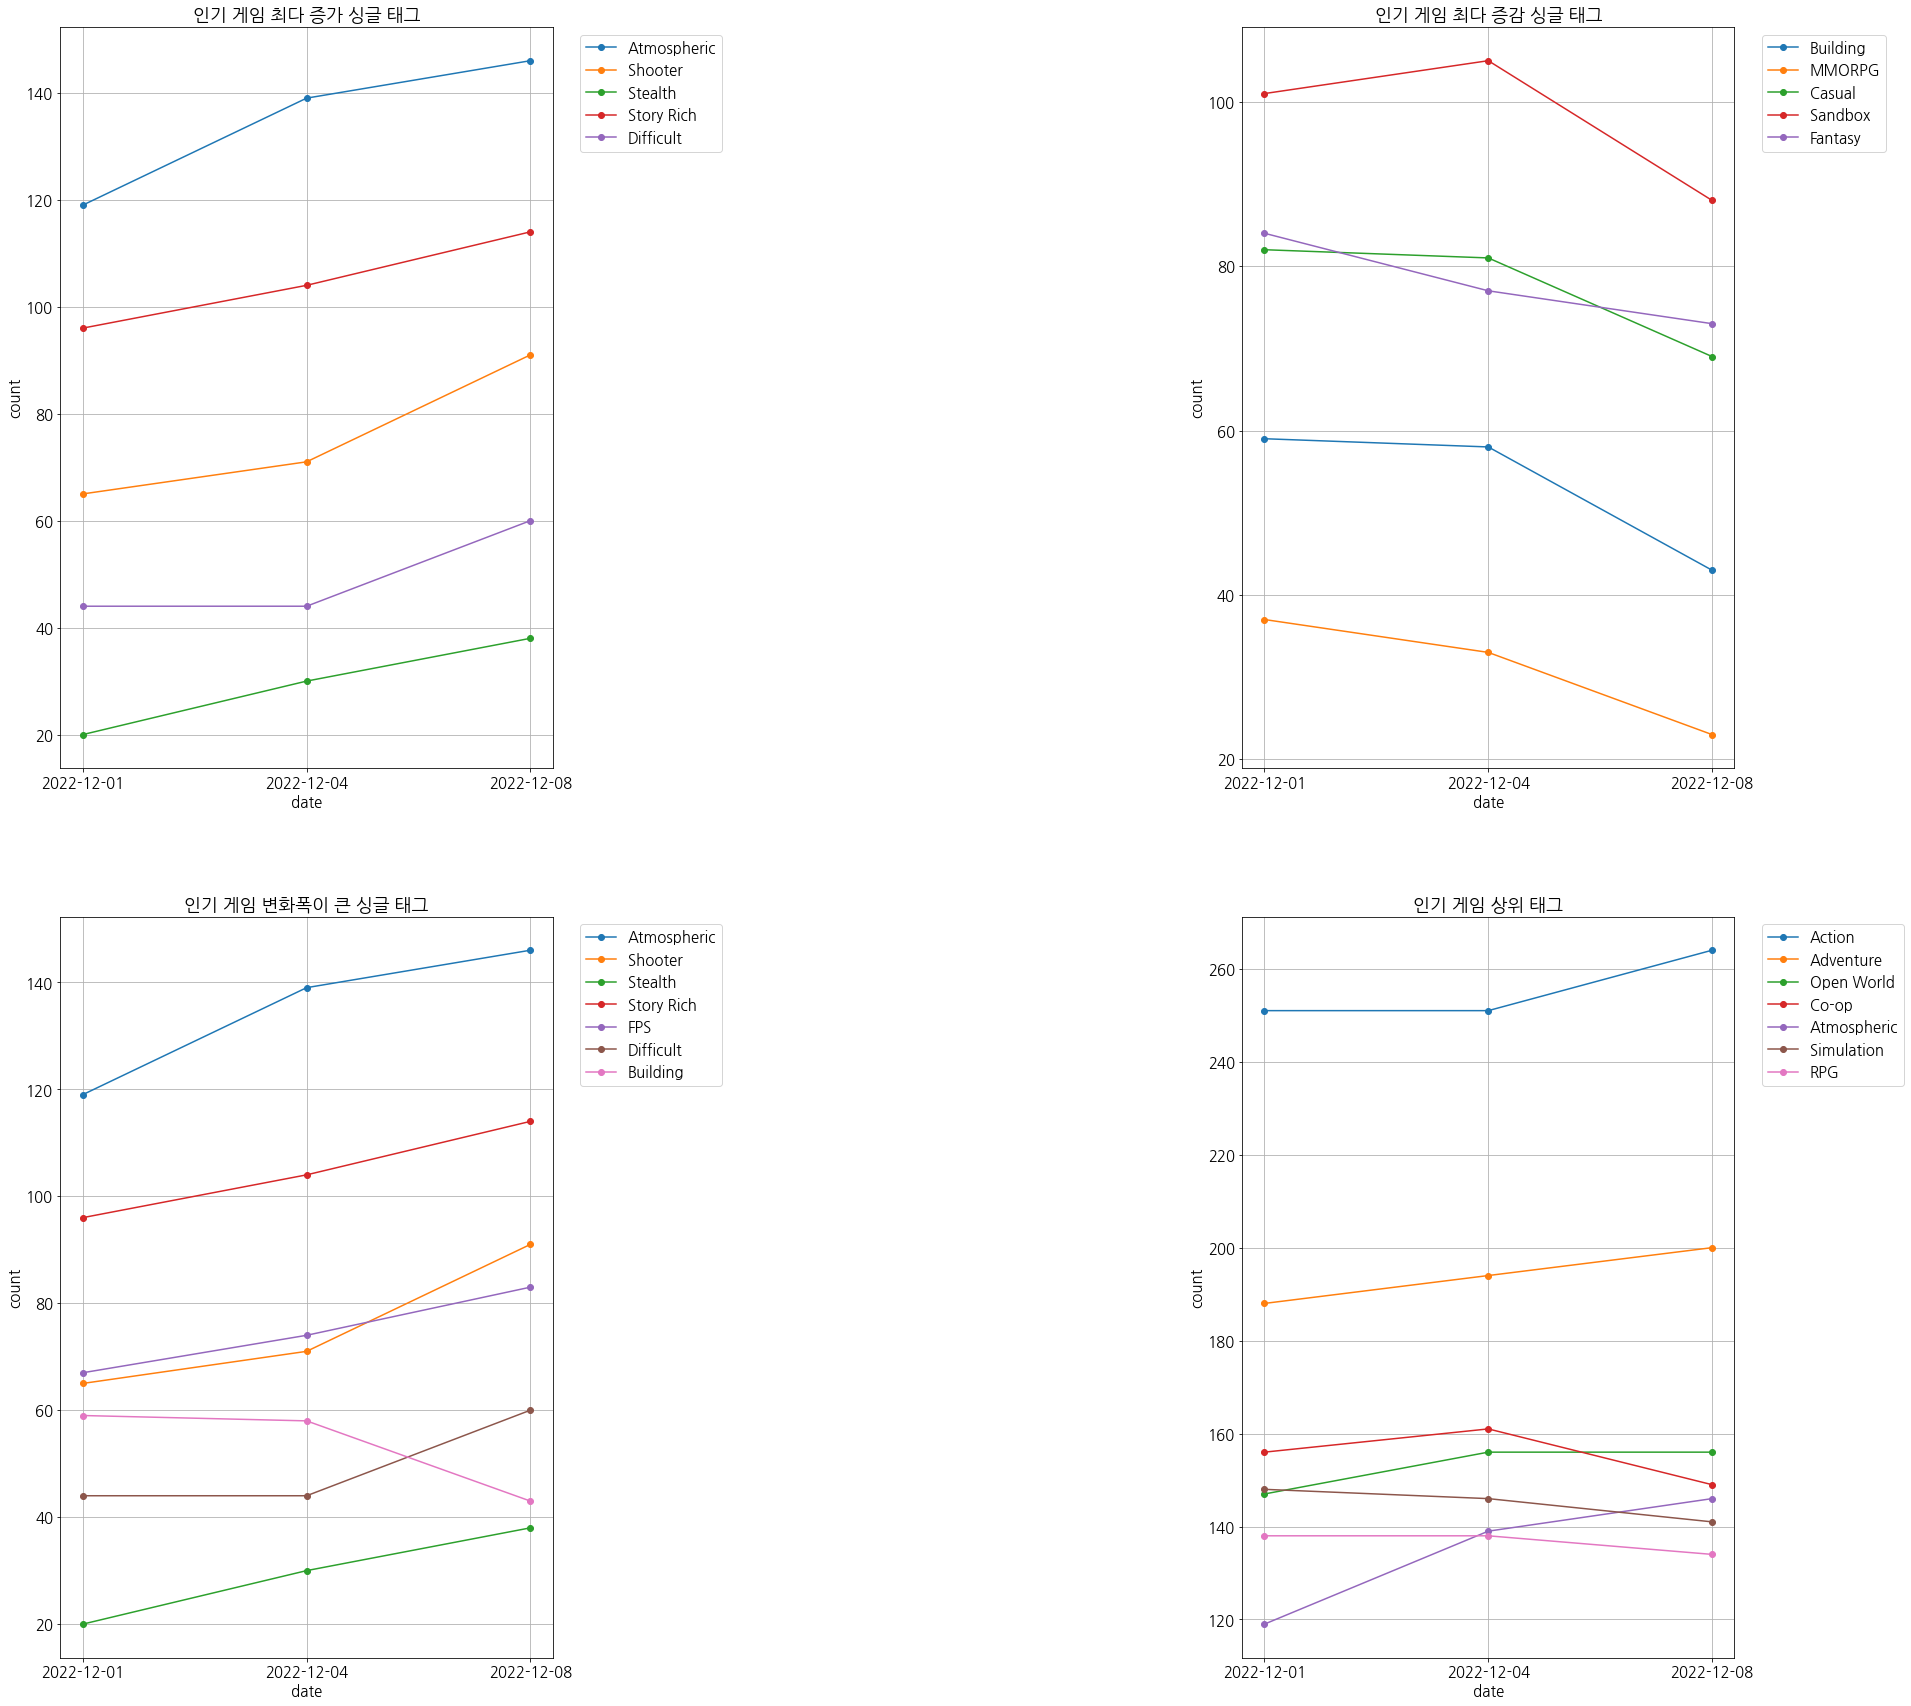 인기 게임 최다 증가 싱글 태그
count
140
120
100
80
60
40
20
2022-12-01 2022-12-04 2022-12-08
date
Atmospheric
Shooter
Stealth
Story Rich
Difficult
인기 게임 최다 증감 싱글 태그
count
100
80
60
40
20
2022-12-01 2022-12-04 2022-12-08
date
Building
MMORPG
Casual
Sandbox
Fantasy
인기 게임 변화폭이 큰 싱글 태그
count
140
120
100
80
60
40
20
2022-12-01 2022-12-04 2022-12-08
date
Atmospheric
Shooter
Stealth
Story Rich
FPS
Difficult
Building
인기 게임 상위 태그
count
260
240
220
200
180
160
140
120
2022-12-01 2022-12-04 2022-12-08
date
Action
Adventure
Open World
Co-op
Atmospheric
Simulation
RPG